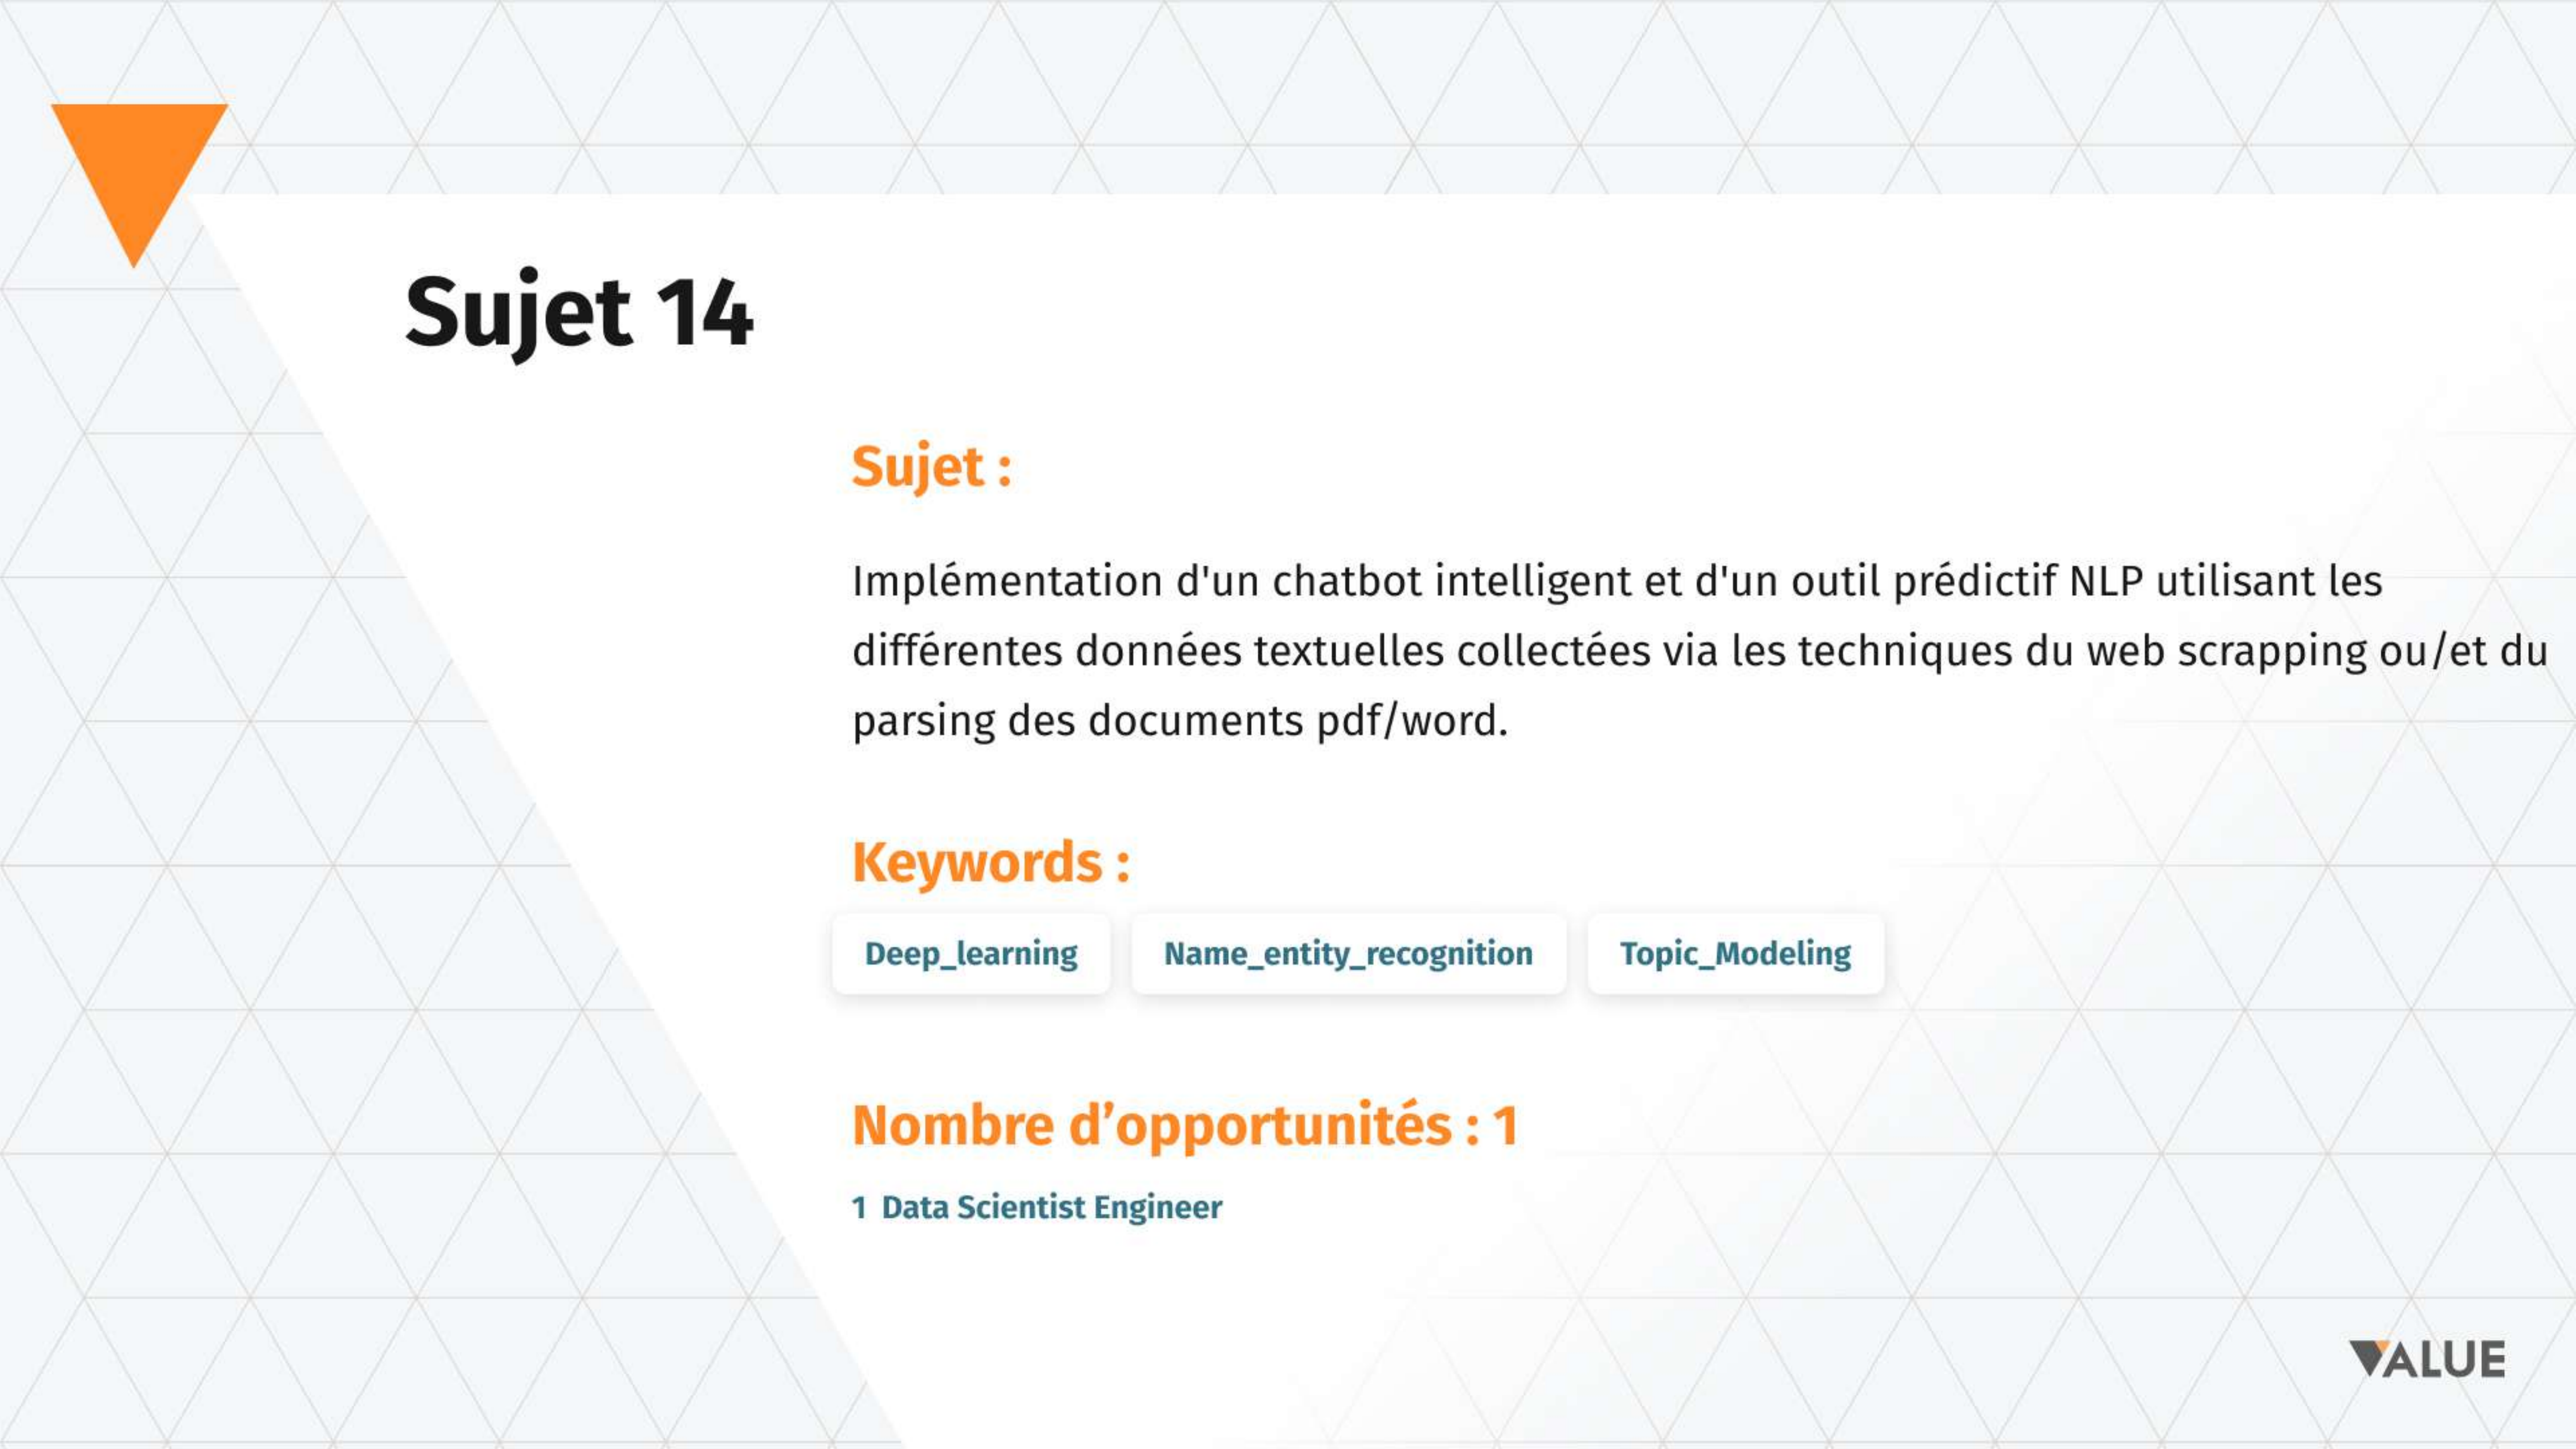 Sujet 14
Sujet :
Implémentation d'un chatbot intelligent et d'un outil prédictif NLP utilisant les
différentes données textuelles collectées via les techniques du web scrapping ou/et du
parsing des documents pdf/word.
Keywords :
Deep_learning Name_entity_recognition Topic_Modeling
Nombre d’opportunités : 1
1 Data Scientist Engineer
VALUE